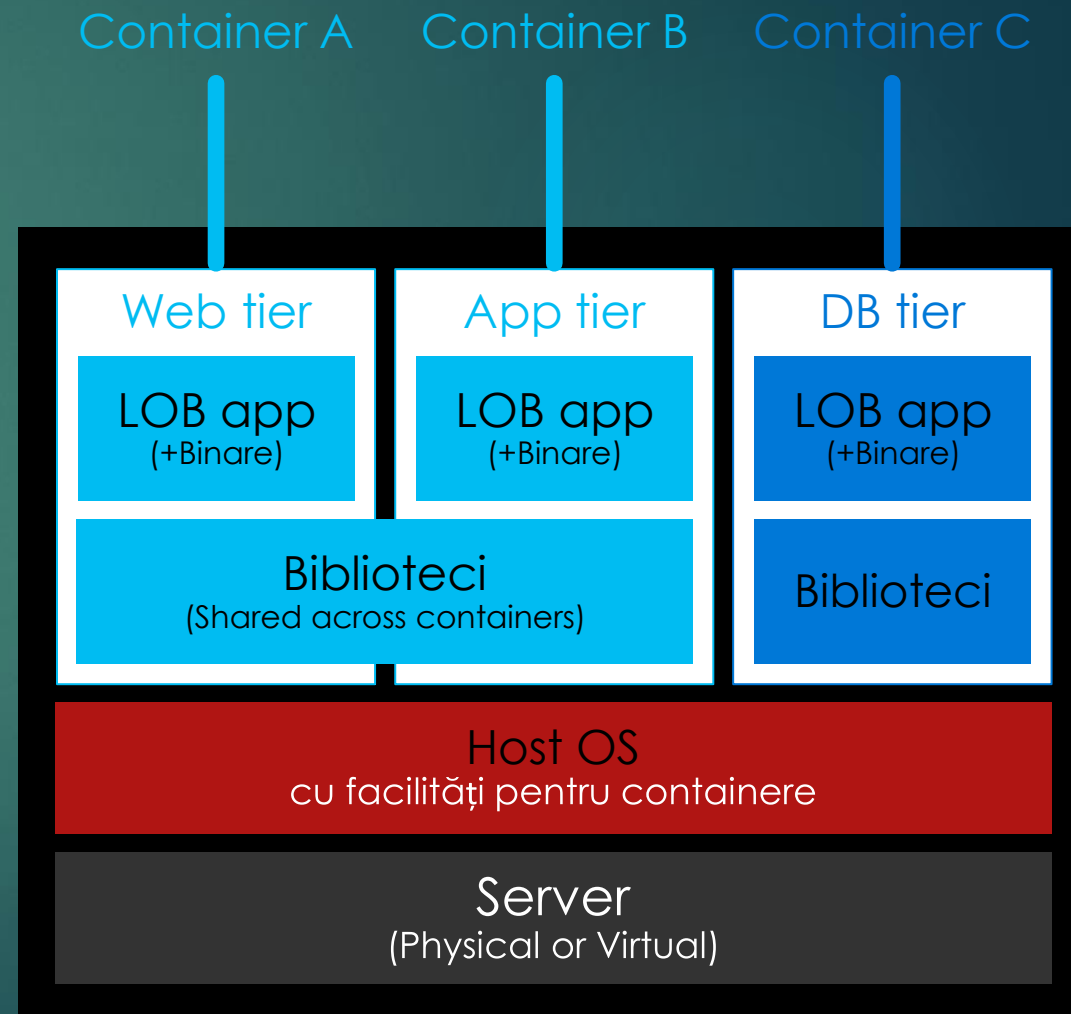 Container A
Container B
Container C
Web tier
App tier
DB tier
LOB app
(+Binare)
LOB app
(+Binare)
LOB app
(+Binare)
Biblioteci
(Shared across containers)
Biblioteci
Host OS
cu facilități pentru containere
Server
(Physical or Virtual)